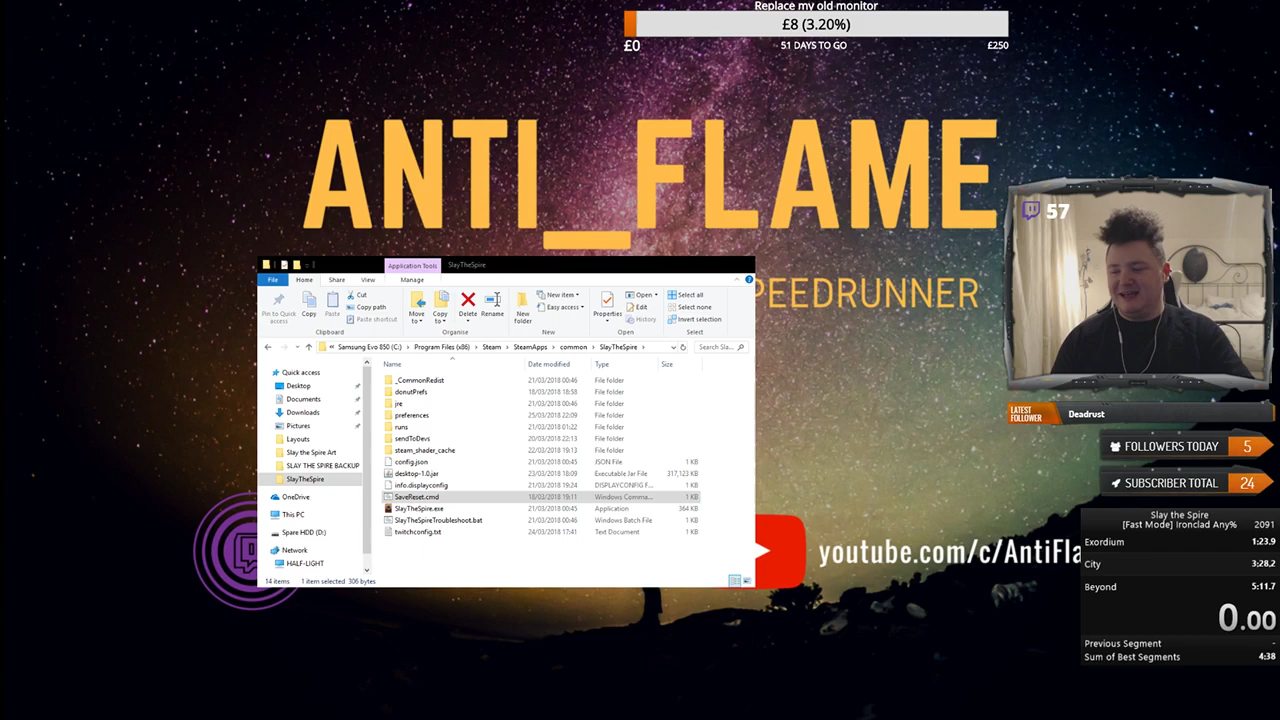 Replace my old monitor
£8 (3.20%)
£0 51 DAYS TO GO £250
ANTI_FLAME
PEEDRUNNER
57
Application Tools SlayTheSpire
File Home Share View Manage
Pin to Quick access
Copy
Paste
Cut
Copy path
Paste shortcut
Move to
Copy to
Delete
Rename
New folder
New item
Easy access
Properties
Open
Edit
History
Select all
Select none
Invert selection
Clipboard Organise New Open Select
« Samsung Evo 850 (C:) › Program Files (x86) › Steam › SteamApps › common › SlayTheSpire › Search Sla...
Name Date modified Type Size
Quick access
Desktop
Documents
Downloads
Pictures
Layouts
Slay the Spire Art
SLAY THE SPIRE BACKUP
SlayTheSpire
OneDrive
This PC
Spare HDD (D:)
Network
HALF-LIGHT
_CommonRedist 21/03/2018 00:46 File folder
donutPrefs 18/03/2018 18:58 File folder
jre 21/03/2018 00:46 File folder
preferences 25/03/2018 22:09 File folder
runs 21/03/2018 01:22 File folder
sendToDevs 20/03/2018 22:13 File folder
steam_shader_cache 22/03/2018 19:13 File folder
config.json 21/03/2018 00:45 JSON File 1 KB
desktop-1.0.jar 23/03/2018 18:09 Executable Jar File 317,123 KB
info.displayconfig 21/03/2018 19:24 DISPLAYCONFIG F... 1 KB
SaveReset.cmd 18/03/2018 19:11 Windows Comma... 1 KB
SlayTheSpire.exe 21/03/2018 00:45 Application 364 KB
SlayTheSpireTroubleshoot.bat 21/03/2018 00:46 Windows Batch File 1 KB
twitchconfig.txt 24/03/2018 17:41 Text Document 1 KB
14 items 1 item selected 306 bytes
LATEST FOLLOWER Deadrust
FOLLOWERS TODAY 5
SUBSCRIBER TOTAL 24
youtube.com/c/AntiFla
Slay the Spire
[Fast Mode] Ironclad Any% 2091
Exordium 1:23.9
City 3:28.2
Beyond 5:11.7
0.00
Previous Segment -
Sum of Best Segments 4:38